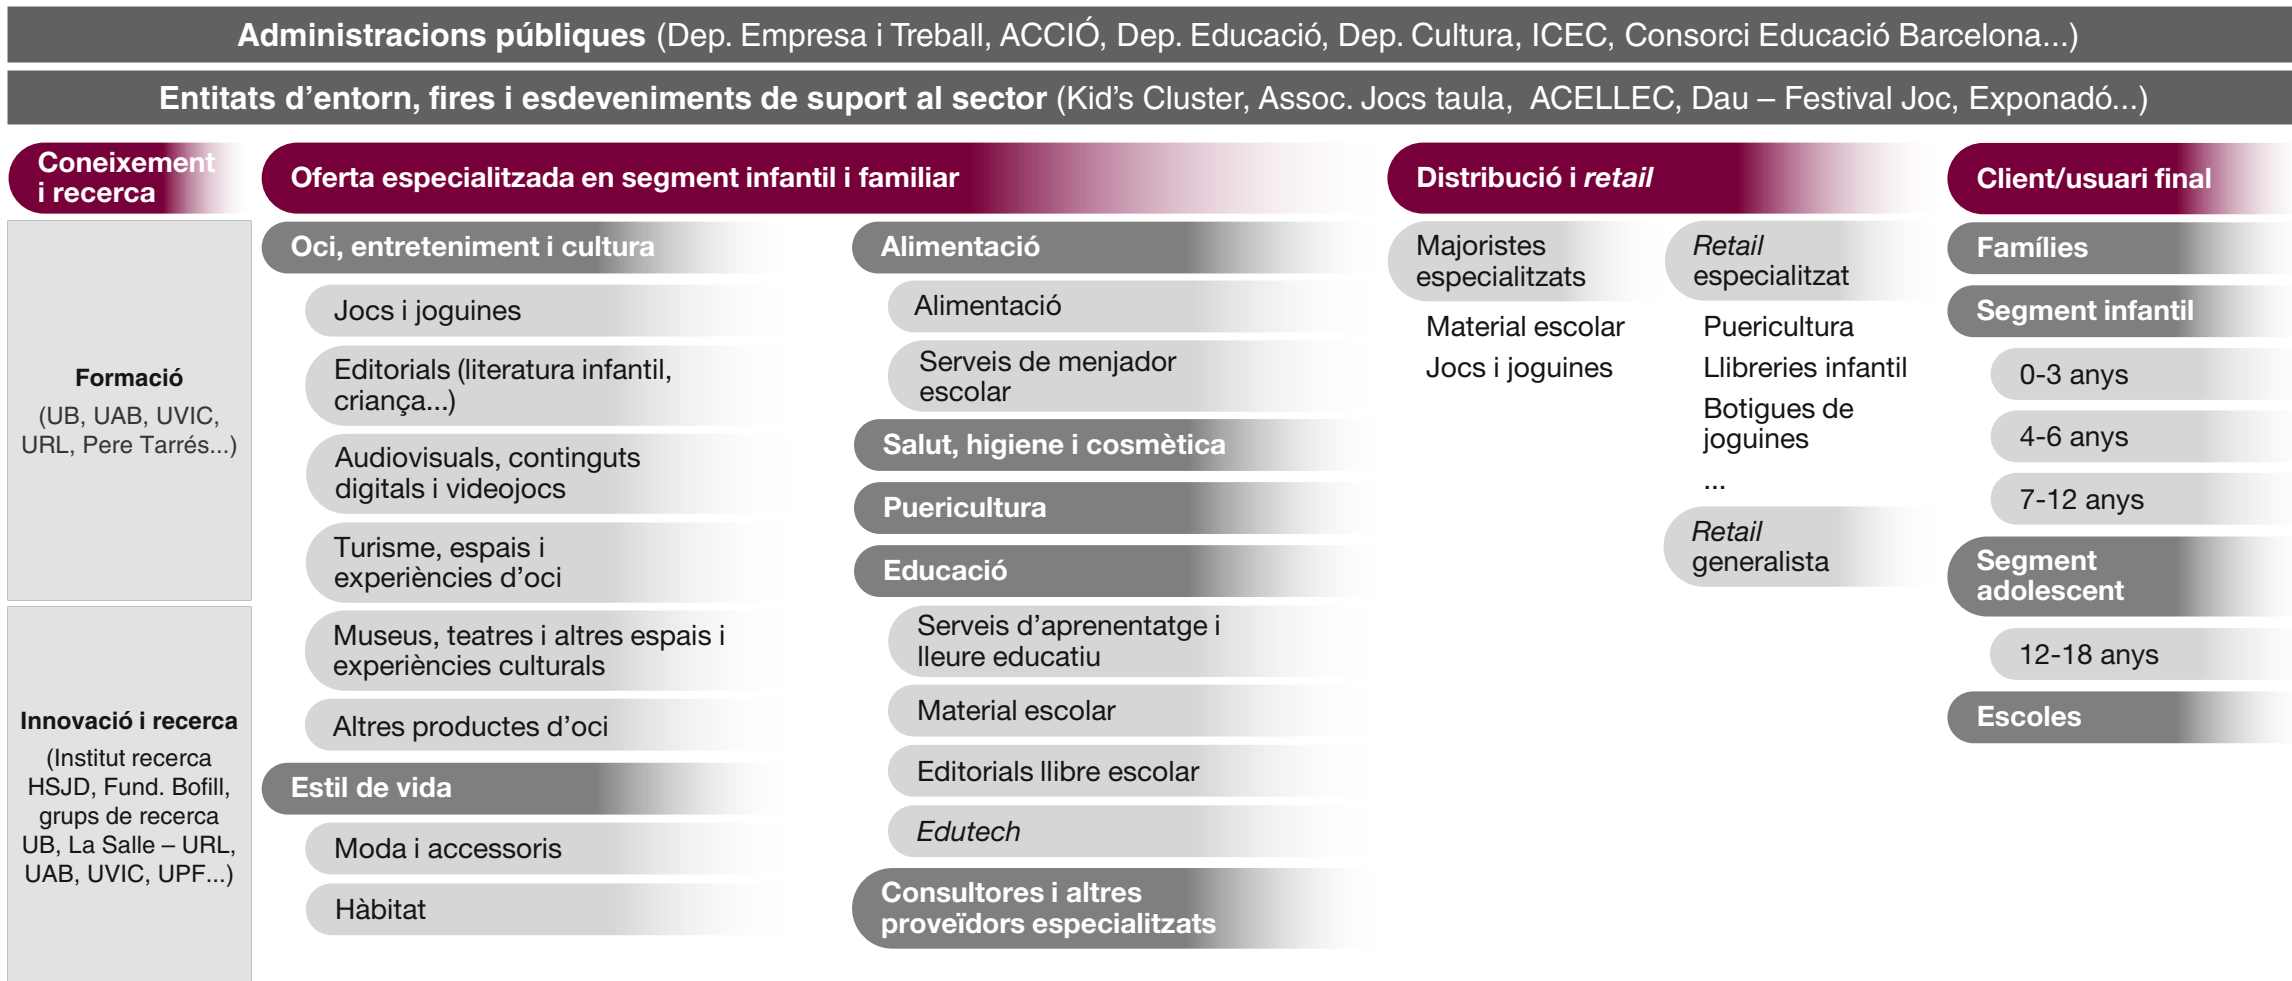 Administracions públiques (Dep. Empresa i Treball, ACCIÓ, Dep. Educació, Dep. Cultura, ICEC, Consorci Educació Barcelona...)
Entitats d’entorn, fires i esdeveniments de suport al sector (Kid’s Cluster, Assoc. Jocs taula, ACELLEC, Dau – Festival Joc, Exponadó...)
Coneixement
i recerca
Formació
(UB, UAB, UVIC,
URL, Pere Tarrés...)
Innovació i recerca
(Institut recerca
HSJD, Fund. Bofill,
grups de recerca
UB, La Salle – URL,
UAB, UVIC, UPF...)
Oferta especialitzada en segment infantil i familiar
Oci, entreteniment i cultura
Jocs i joguines
Editorials (literatura infantil,
criança...)
Audiovisuals, continguts
digitals i videojocs
Turisme, espais i
experiències d’oci
Museus, teatres i altres espais i
experiències culturals
Altres productes d’oci
Estil de vida
Moda i accessoris
Hàbitat
Alimentació
Alimentació
Serveis de menjador
escolar
Salut, higiene i cosmètica
Puericultura
Educació
Serveis d’aprenentatge i
lleure educatiu
Material escolar
Editorials llibre escolar
Edutech
Consultores i altres
proveïdors especialitzats
Distribució i retail
Majoristes
especialitzats
Material escolar
Jocs i joguines
Retail
especialitzat
Puericultura
Llibreries infantil
Botigues de
joguines
...
Retail
generalista
Client/usuari final
Famílies
Segment infantil
0-3 anys
4-6 anys
7-12 anys
Segment
adolescent
12-18 anys
Escoles